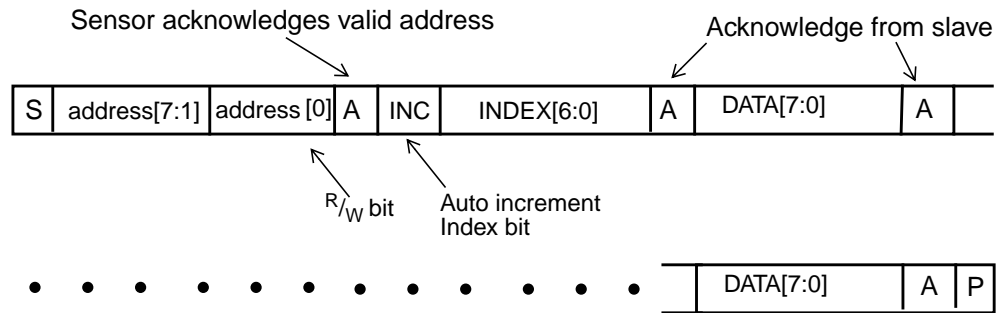 Sensor acknowledges valid address
Acknowledge from slave
S address[7:1] address [0] A INC INDEX[6:0] A DATA[7:0] A
R/W bit
Auto increment
Index bit
DATA[7:0] A P